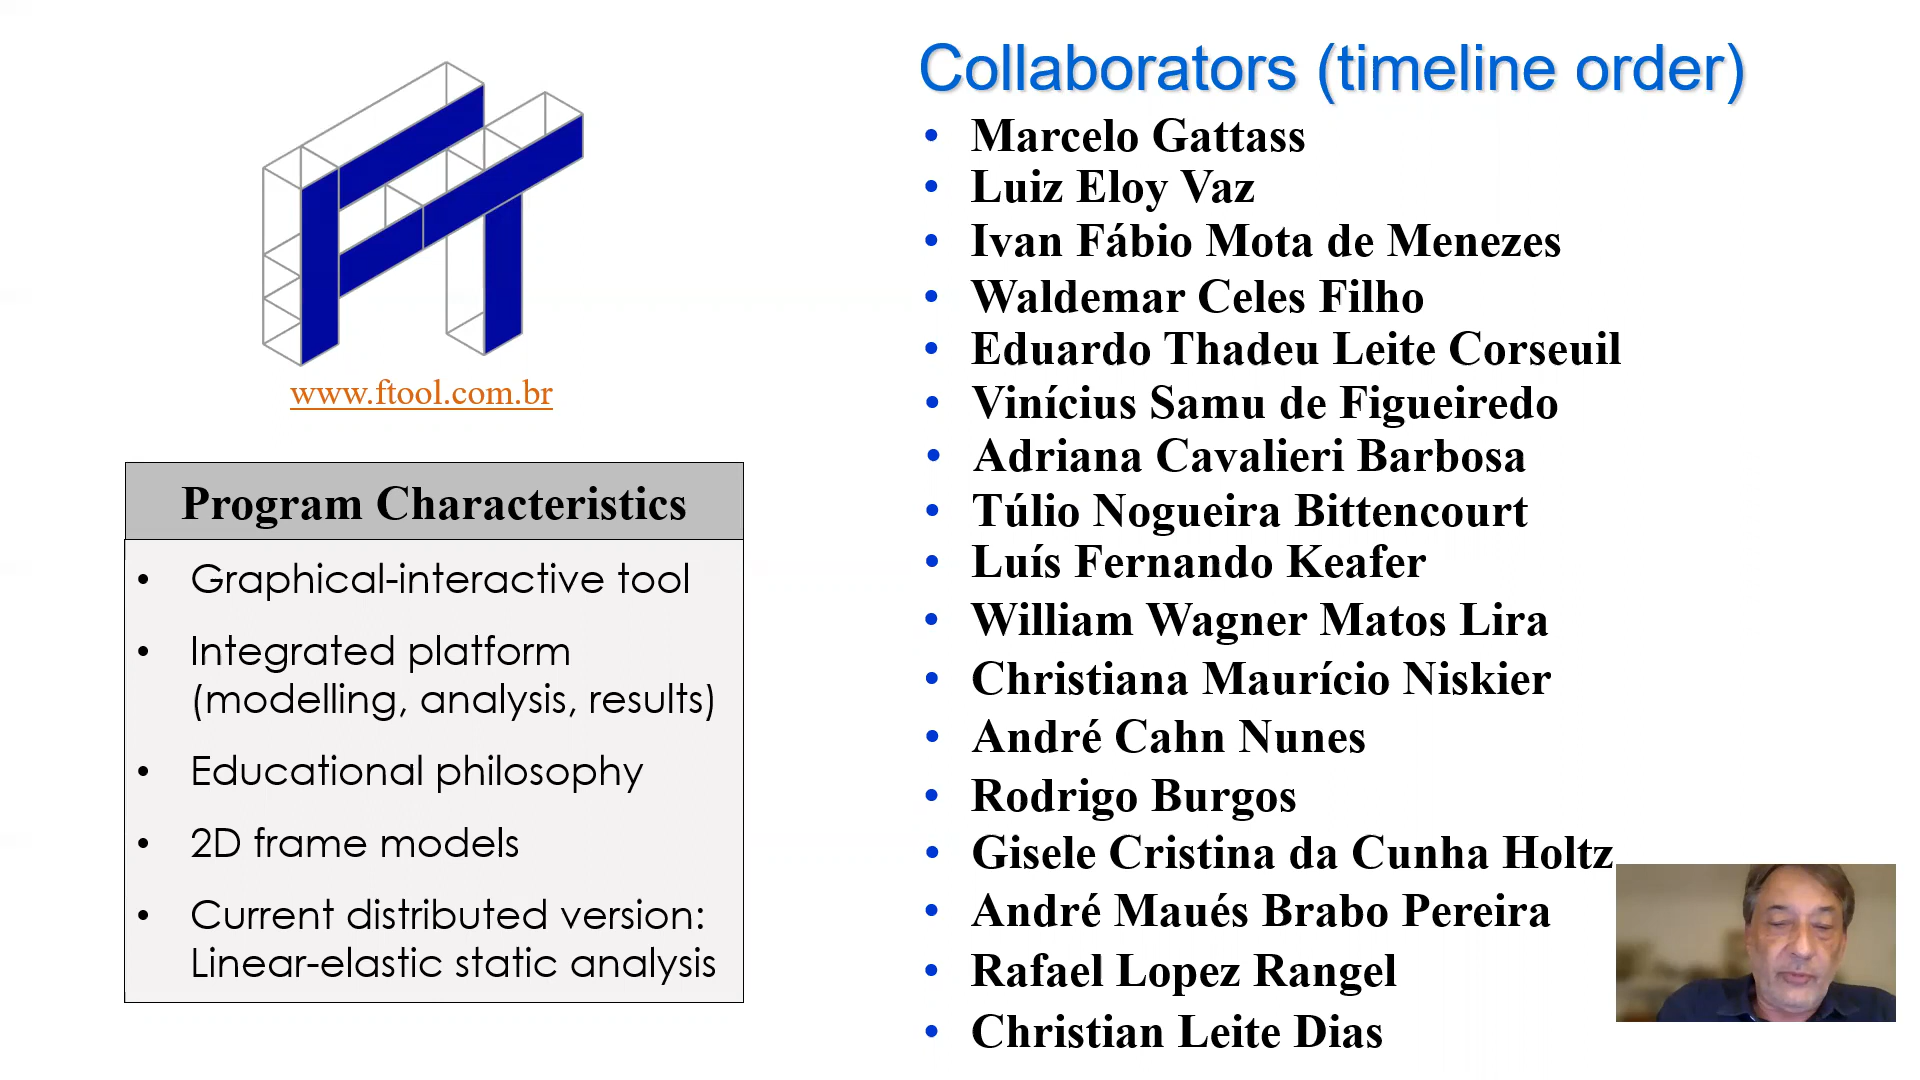 www.ftool.com.br
Program Characteristics
• Graphical-interactive tool
• Integrated platform
(modelling, analysis, results)
• Educational philosophy
• 2D frame models
• Current distributed version:
Linear-elastic static analysis
Collaborators (timeline order)
• Marcelo Gattass
• Luiz Eloy Vaz
• Ivan Fábio Mota de Menezes
• Waldemar Celes Filho
• Eduardo Thadeu Leite Corseuil
• Vinícius Samu de Figueiredo
• Adriana Cavalieri Barbosa
• Túlio Nogueira Bittencourt
• Luís Fernando Keafer
• William Wagner Matos Lira
• Christiana Maurício Niskier
• André Cahn Nunes
• Rodrigo Burgos
• Gisele Cristina da Cunha Holtz
• André Maués Brabo Pereira
• Rafael Lopez Rangel
• Christian Leite Dias